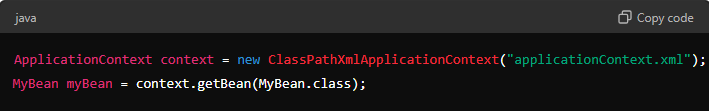 java
Copy code
ApplicationContext context = new ClassPathXmlApplicationContext("applicationContext.xml");
MyBean myBean = context.getBean(MyBean.class);